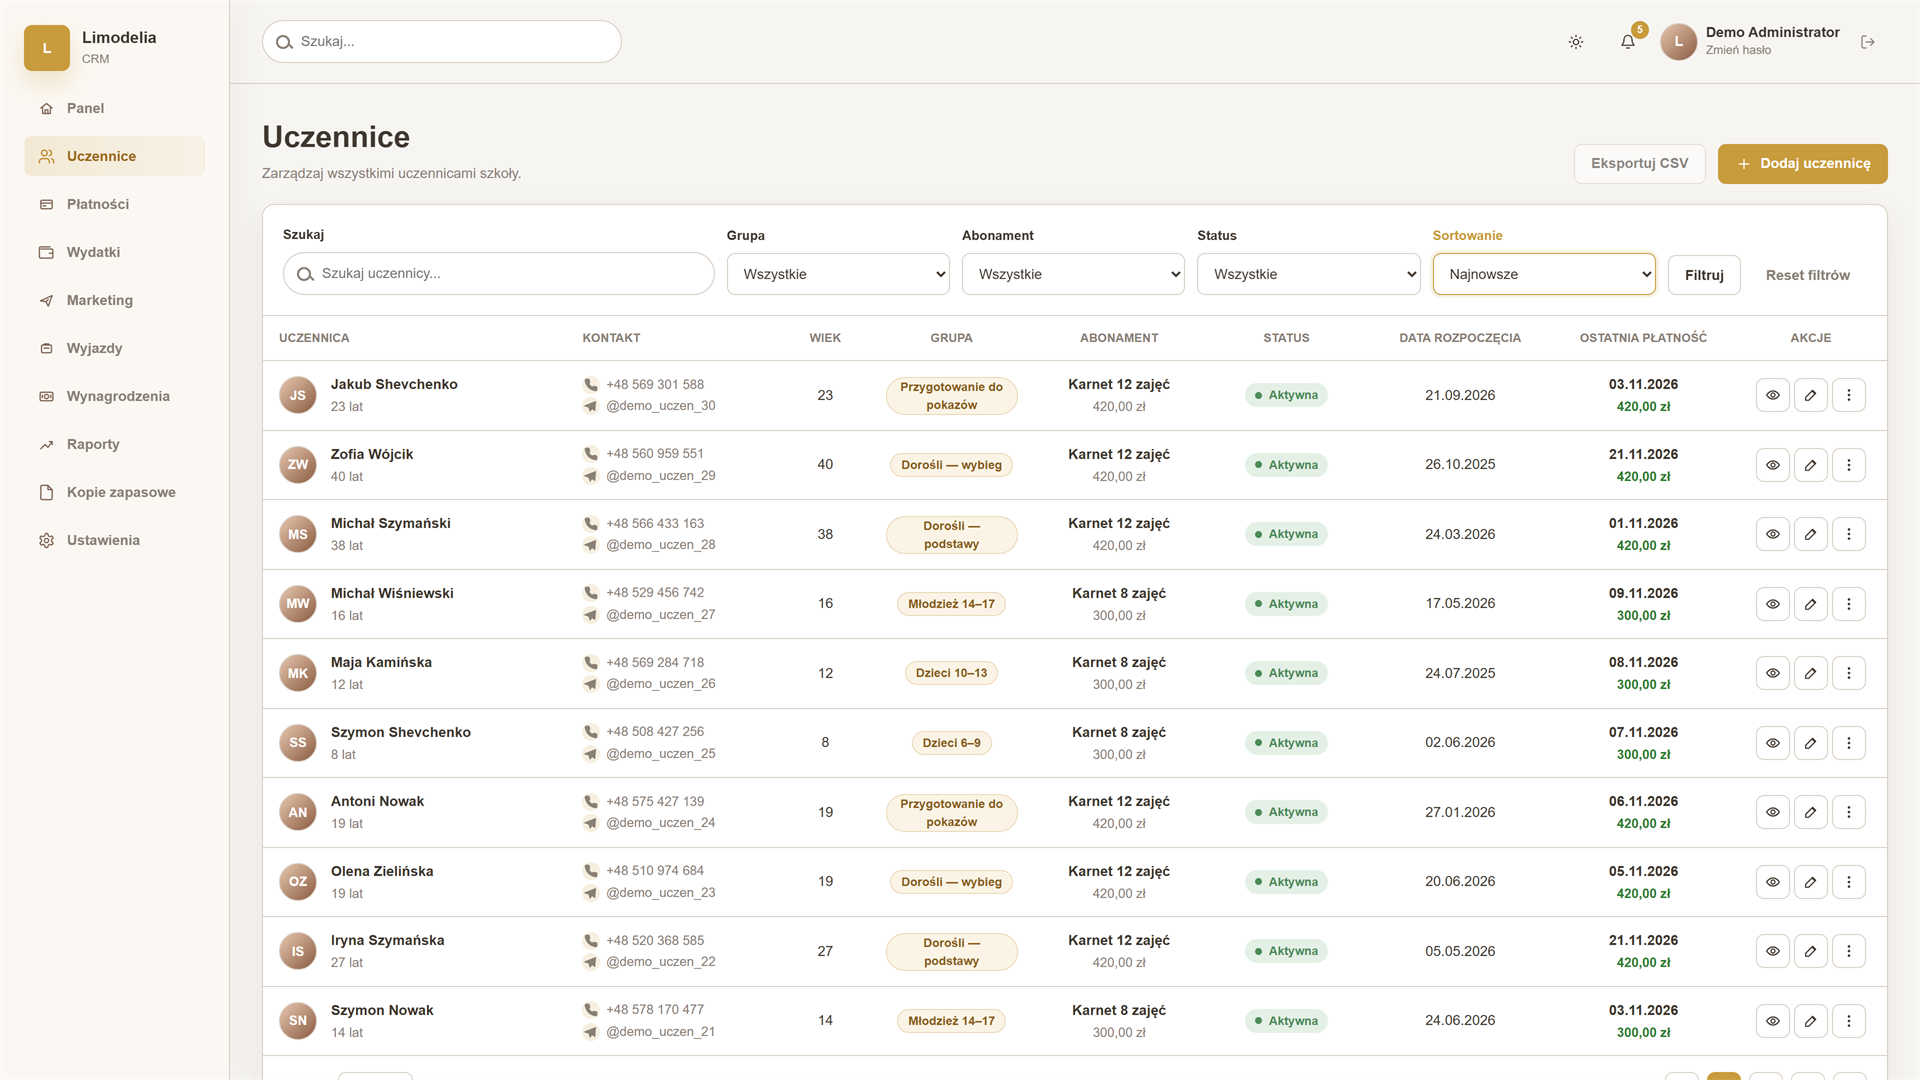 L
Limodelia
CRM
Szukaj...
5
L
Demo Administrator
Zmień hasło
Panel
Uczennice
Płatności
Wydatki
Marketing
Wyjazdy
Wynagrodzenia
Raporty
Kopie zapasowe
Ustawienia
Uczennice
Zarządzaj wszystkimi uczennicami szkoły.
Eksportuj CSV
+ Dodaj uczennicę
Szukaj
Grupa
Abonament
Status
Sortowanie
Szukaj uczennicy...
Wszystkie
Wszystkie
Wszystkie
Najnowsze
Filtruj
Reset filtrów
UCZENNICA KONTAKT WIEK GRUPA ABONAMENT STATUS DATA ROZPOCZĘCIA OSTATNIA PŁATNOŚĆ AKCJE
JS Jakub Shevchenko +48 569 301 588 23 Przygotowanie do Karnet 12 zajęć Aktywna 21.09.2026 03.11.2026
23 lat @demo_uczen_30 pokazów 420,00 zł 420,00 zł
ZW Zofia Wójcik +48 560 959 551 40 Dorośli — wybieg Karnet 12 zajęć Aktywna 26.10.2025 21.11.2026
40 lat @demo_uczen_29 420,00 zł 420,00 zł
MS Michał Szymański +48 566 433 163 38 Dorośli — Karnet 12 zajęć Aktywna 24.03.2026 01.11.2026
38 lat @demo_uczen_28 podstawy 420,00 zł 420,00 zł
MW Michał Wiśniewski +48 529 456 742 16 Młodzież 14–17 Karnet 8 zajęć Aktywna 17.05.2026 09.11.2026
16 lat @demo_uczen_27 300,00 zł 300,00 zł
MK Maja Kamińska +48 569 284 718 12 Dzieci 10–13 Karnet 8 zajęć Aktywna 24.07.2025 08.11.2026
12 lat @demo_uczen_26 300,00 zł 300,00 zł
SS Szymon Shevchenko +48 508 427 256 8 Dzieci 6–9 Karnet 8 zajęć Aktywna 02.06.2026 07.11.2026
8 lat @demo_uczen_25 300,00 zł 300,00 zł
AN Antoni Nowak +48 575 427 139 19 Przygotowanie do Karnet 12 zajęć Aktywna 27.01.2026 06.11.2026
19 lat @demo_uczen_24 pokazów 420,00 zł 420,00 zł
OZ Olena Zielińska +48 510 974 684 19 Dorośli — wybieg Karnet 12 zajęć Aktywna 20.06.2026 05.11.2026
19 lat @demo_uczen_23 420,00 zł 420,00 zł
IS Iryna Szymańska +48 520 368 585 27 Dorośli — Karnet 12 zajęć Aktywna 05.05.2026 21.11.2026
27 lat @demo_uczen_22 podstawy 420,00 zł 420,00 zł
SN Szymon Nowak +48 578 170 477 14 Młodzież 14–17 Karnet 8 zajęć Aktywna 24.06.2026 03.11.2026
14 lat @demo_uczen_21 300,00 zł 300,00 zł